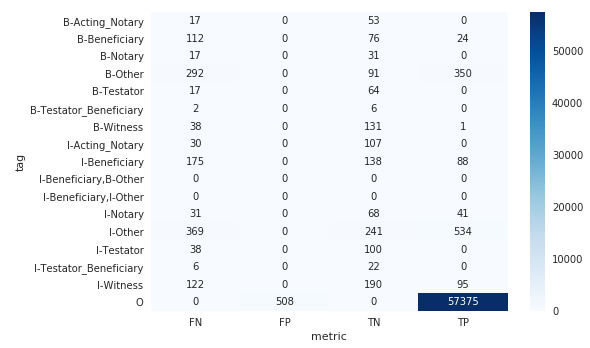 B-Acting_Notary 17 0 53 0
B-Beneficiary 112 0 76 24
B-Notary 17 0 31 0
B-Other 292 0 91 350
B-Testator 17 0 64 0
B-Testator_Beneficiary 2 0 6 0
B-Witness 38 0 131 1
I-Acting_Notary 30 0 107 0
I-Beneficiary 175 0 138 88
I-Beneficiary,B-Other 0 0 0 0
I-Beneficiary,I-Other 0 0 0 0
I-Notary 31 0 68 41
I-Other 369 0 241 534
I-Testator 38 0 100 0
I-Testator_Beneficiary 6 0 22 0
I-Witness 122 0 190 95
O 0 508 0 57375
FN FP TN TP
metric
tag
50000
40000
30000
20000
10000
0